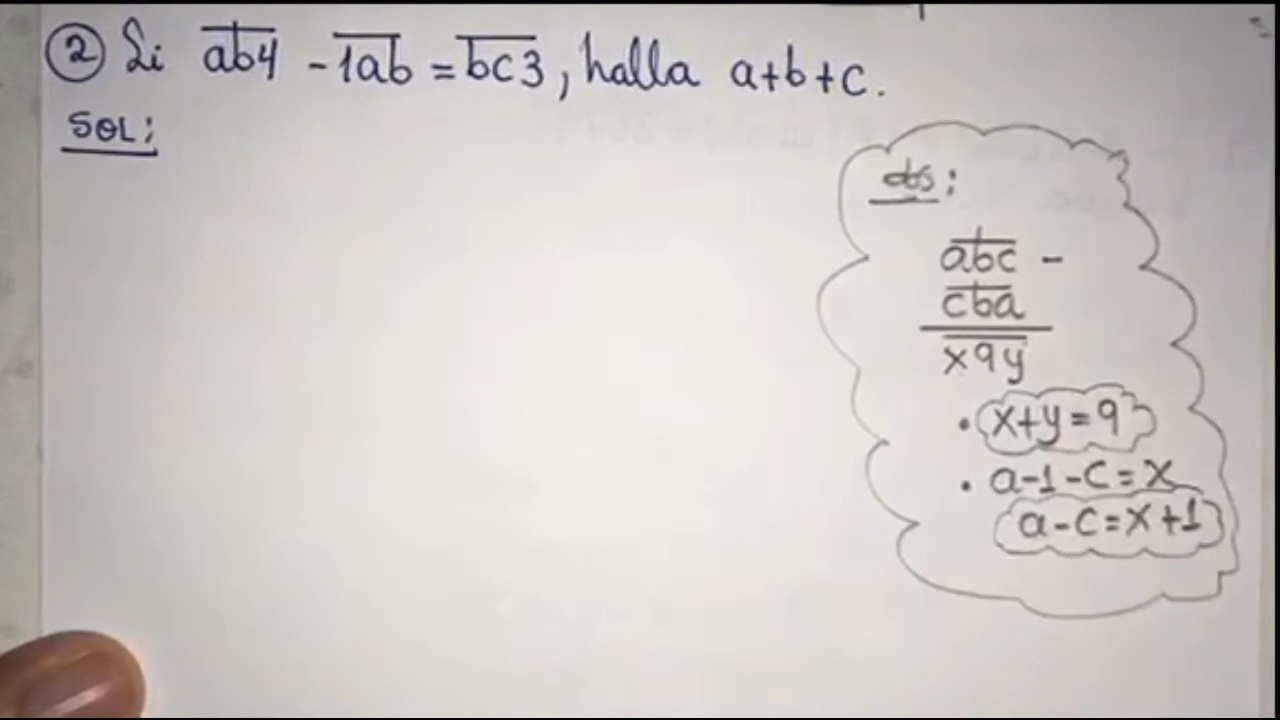 ② Si ab4 - 1ab = bc3, halla a+b+c.
SOL:
obs:
abc -
cba
x9y
• x+y=9
• a-1-c=x
a-c=x+1